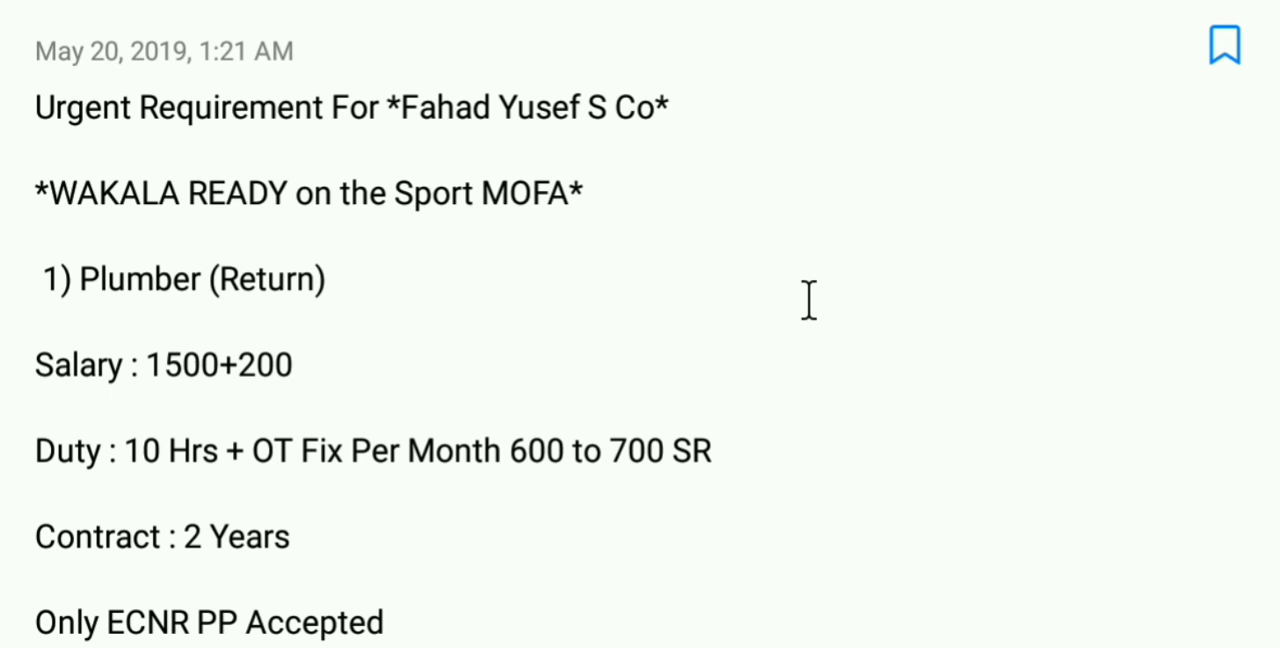 May 20, 2019, 1:21 AM
Urgent Requirement For *Fahad Yusef S Co*
*WAKALA READY on the Sport MOFA*
1) Plumber (Return)
Salary : 1500+200
Duty : 10 Hrs + OT Fix Per Month 600 to 700 SR
Contract : 2 Years
Only ECNR PP Accepted